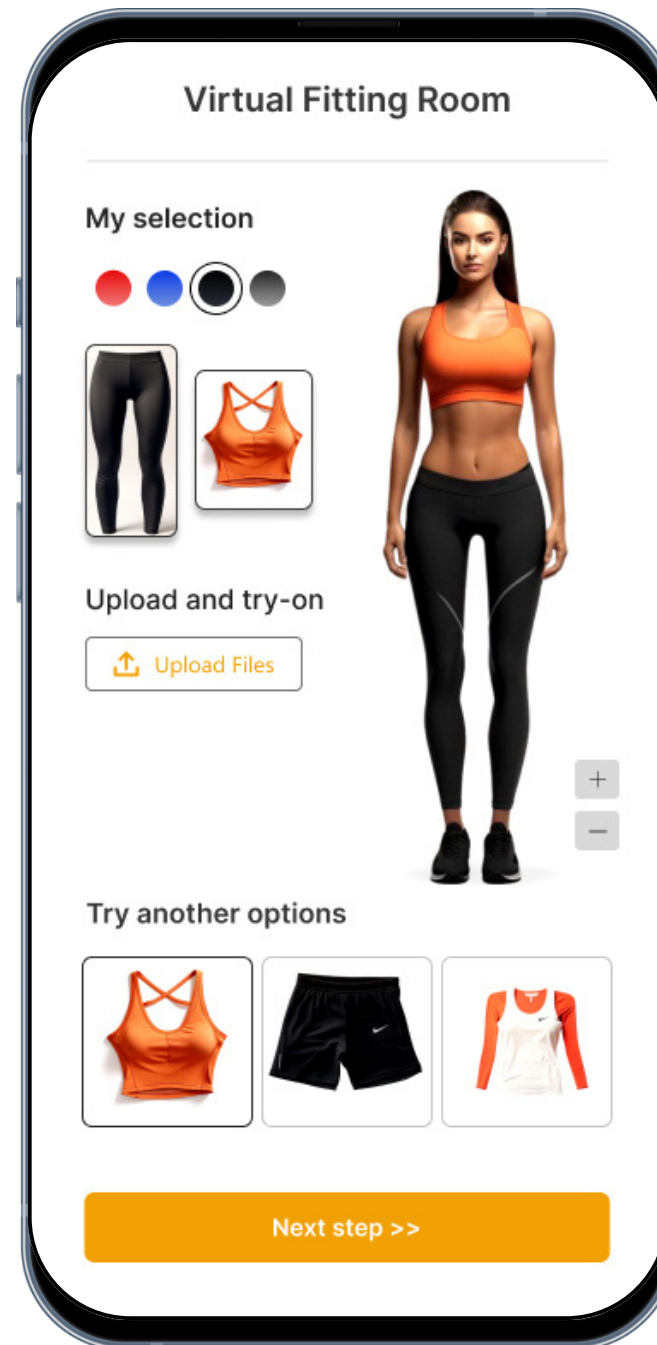 Virtual Fitting Room
My selection
Upload and try-on
Upload Files
+
−
Try another options
Next step >>